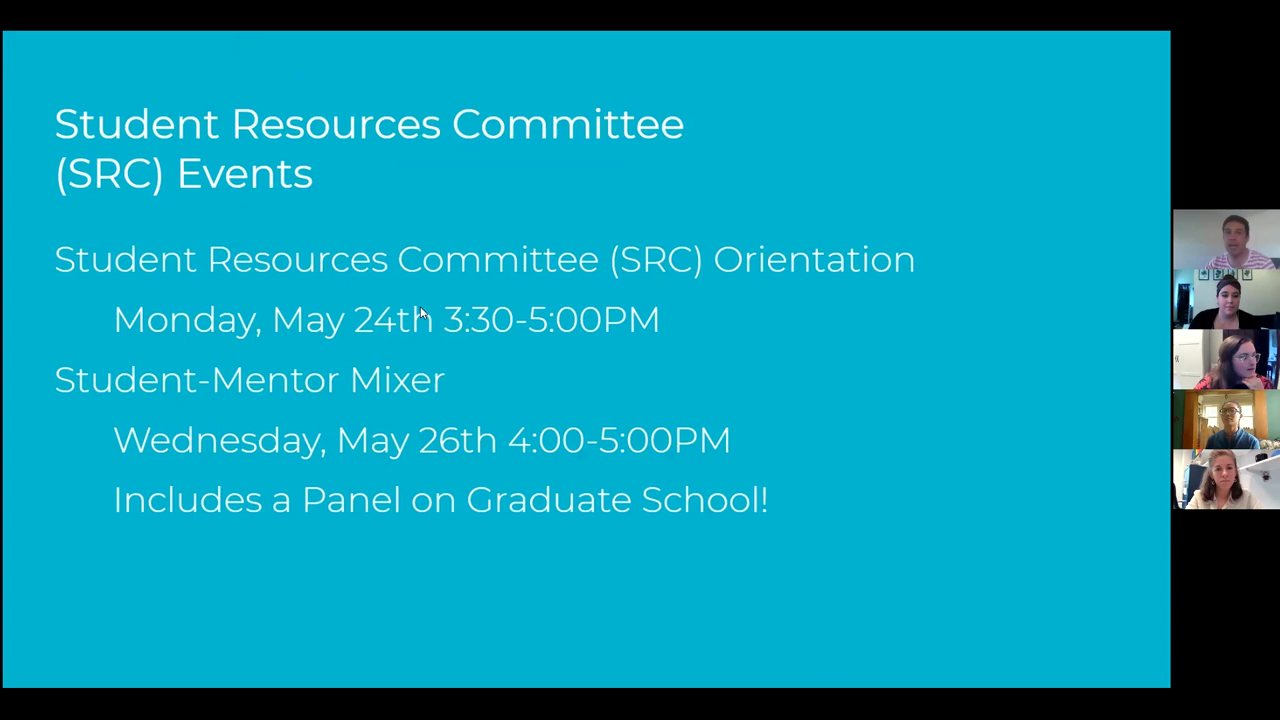 Student Resources Committee
(SRC) Events
Student Resources Committee (SRC) Orientation
Monday, May 24th 3:30-5:00PM
Student-Mentor Mixer
Wednesday, May 26th 4:00-5:00PM
Includes a Panel on Graduate School!